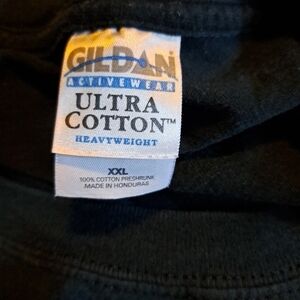 GILDAN
ACTIVEWEAR
ULTRA
COTTON™
HEAVYWEIGHT
XXL
100% COTTON PRESHRUNK
MADE IN HONDURAS